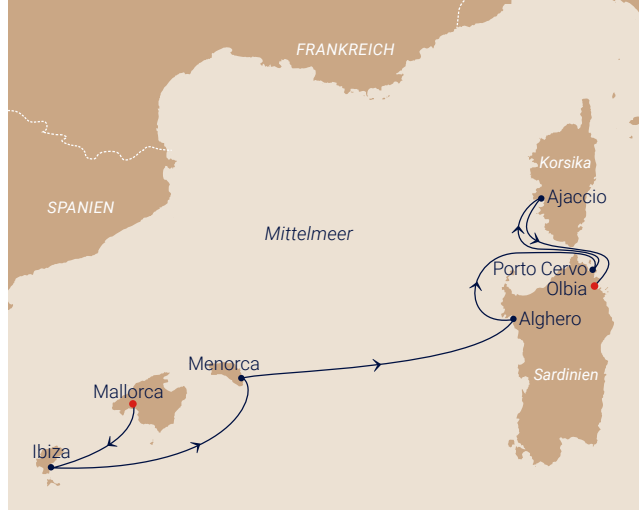 FRANKREICH
Korsika
Ajaccio
SPANIEN
Mittelmeer
Porto Cervo
Olbia
Alghero
Menorca
Sardinien
Mallorca
Ibiza